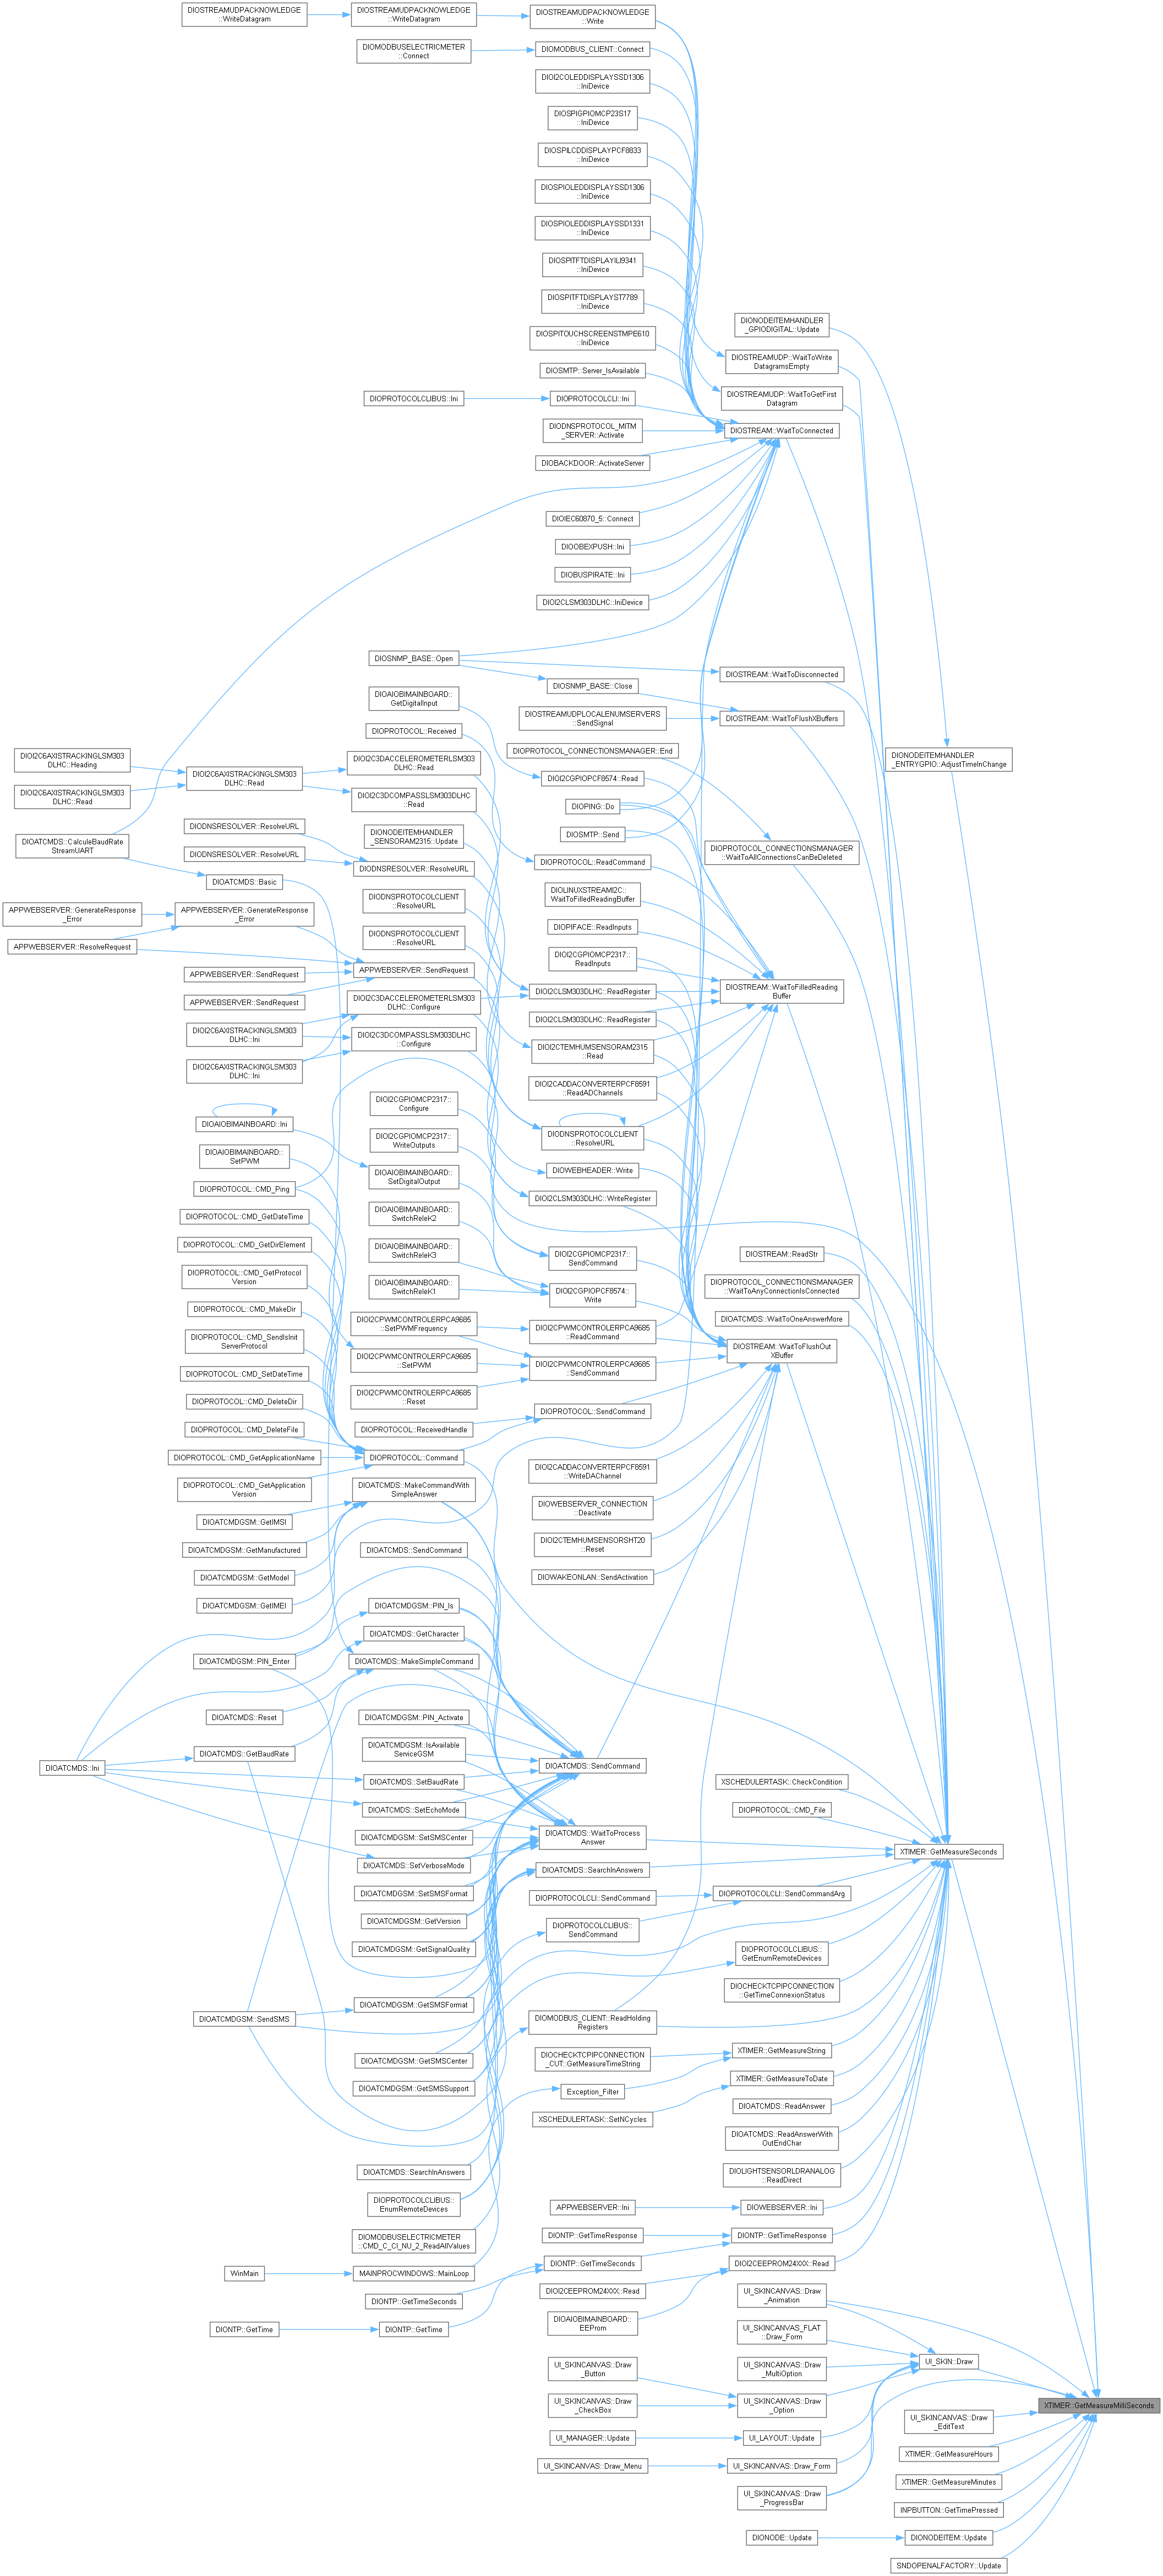 DIOSTREAMUDPACKNOWLEDGE
::WriteDatagram
DIOSTREAMUDPACKNOWLEDGE
::WriteDatagram
DIOSTREAMUDPACKNOWLEDGE
::Write
DIOMODBUSELECTRICMETER
::Connect
DIOMODBUS_CLIENT::Connect
DIOI2COLEDDISPLAYSSD1306
::IniDevice
DIOSPIGPIOMCP23S17
::IniDevice
DIOSPILCDDISPLAYPCF8833
::IniDevice
DIOSPIOLEDDISPLAYSSD1306
::IniDevice
DIOSPIOLEDDISPLAYSSD1331
::IniDevice
DIOSPITFTDISPLAYILI9341
::IniDevice
DIOSPITFTDISPLAYST7789
::IniDevice
DIOSPITOUCHSCREENSTMPE610
::IniDevice
DIONODEITEMHANDLER
_GPIODIGITAL::Update
DIOSTREAMUDP::WaitToWrite
DatagramsEmpty
DIOSMTP::Server_IsAvailable
DIOSTREAMUDP::WaitToGetFirst
Datagram
DIOPROTOCOLCLIBUS::Ini
DIOPROTOCOLCLI::Ini
DIODNSPROTOCOL_MITM
_SERVER::Activate
DIOSTREAM::WaitToConnected
DIOBACKDOOR::ActivateServer
DIOIEC60870_5::Connect
DIOOBEXPUSH::Ini
DIOBUSPIRATE::Ini
DIOI2CLSM303DLHC::IniDevice
DIOSNMP_BASE::Open
DIOSTREAM::WaitToDisconnected
DIOSNMP_BASE::Close
DIOAIOBIMAINBOARD::
GetDigitalInput
DIOSTREAMUDPLOCALENUMSERVERS
::SendSignal
DIOSTREAM::WaitToFlushXBuffers
DIOPROTOCOL::Received
DIOPROTOCOL_CONNECTIONSMANAGER::End
DIONODEITEMHANDLER
_ENTRYGPIO::AdjustTimeInChange
DIOI2C6AXISTRACKINGLSM303
DLHC::Heading
DIOI2C6AXISTRACKINGLSM303
DLHC::Read
DIOI2C3DACCELEROMETERLSM303
DLHC::Read
DIOI2CGPIOPCF8574::Read
DIOI2C6AXISTRACKINGLSM303
DLHC::Read
DIOI2C3DCOMPASSLSM303DLHC
::Read
DIOPING::Do
DIOATCMDS::CalculeBaudRate
StreamUART
DIODNSRESOLVER::ResolveURL
DIONODEITEMHANDLER
_SENSORAM2315::Update
DIOSMTP::Send
DIODNSRESOLVER::ResolveURL
DIODNSRESOLVER::ResolveURL
DIOPROTOCOL::ReadCommand
DIOPROTOCOL_CONNECTIONSMANAGER
::WaitToAllConnectionsCanBeDeleted
DIOATCMDS::Basic
DIODNSPROTOCOLCLIENT
::ResolveURL
DIOLINUXSTREAMI2C::
WaitToFilledReadingBuffer
APPWEBSERVER::GenerateResponse
_Error
APPWEBSERVER::GenerateResponse
_Error
DIOPIFACE::ReadInputs
APPWEBSERVER::ResolveRequest
DIODNSPROTOCOLCLIENT
::ResolveURL
DIOI2CGPIOMCP2317::
ReadInputs
APPWEBSERVER::SendRequest
APPWEBSERVER::SendRequest
DIOI2CLSM303DLHC::ReadRegister
DIOSTREAM::WaitToFilledReading
Buffer
APPWEBSERVER::SendRequest
DIOI2C3DACCELEROMETERLSM303
DLHC::Configure
DIOI2CLSM303DLHC::ReadRegister
DIOI2C6AXISTRACKINGLSM303
DLHC::Ini
DIOI2C3DCOMPASSLSM303DLHC
::Configure
DIOI2CTEMHUMSENSORAM2315
::Read
DIOI2C6AXISTRACKINGLSM303
DLHC::Ini
DIOI2CADDACONVERTERPCF8591
::ReadADChannels
DIOI2CGPIOMCP2317::
Configure
DIOAIOBIMAINBOARD::Ini
DIOI2CGPIOMCP2317::
WriteOutputs
DIODNSPROTOCOLCLIENT
::ResolveURL
DIOAIOBIMAINBOARD::
SetPWM
DIOAIOBIMAINBOARD::
SetDigitalOutput
DIOWEBHEADER::Write
DIOPROTOCOL::CMD_Ping
DIOI2CLSM303DLHC::WriteRegister
DIOPROTOCOL::CMD_GetDateTime
DIOAIOBIMAINBOARD::
SwitchReleK2
DIOPROTOCOL::CMD_GetDirElement
DIOAIOBIMAINBOARD::
SwitchReleK3
DIOI2CGPIOMCP2317::
SendCommand
DIOSTREAM::ReadStr
DIOPROTOCOL::CMD_GetProtocol
Version
DIOAIOBIMAINBOARD::
SwitchReleK1
DIOI2CGPIOPCF8574::
Write
DIOPROTOCOL_CONNECTIONSMANAGER
::WaitToAnyConnectionIsConnected
DIOPROTOCOL::CMD_MakeDir
DIOI2CPWMCONTROLERPCA9685
::SetPWMFrequency
DIOI2CPWMCONTROLERPCA9685
::ReadCommand
DIOATCMDS::WaitToOneAnswerMore
DIOPROTOCOL::CMD_SendIsInit
ServerProtocol
DIOI2CPWMCONTROLERPCA9685
::SetPWM
DIOI2CPWMCONTROLERPCA9685
::SendCommand
DIOSTREAM::WaitToFlushOut
XBuffer
DIOPROTOCOL::CMD_SetDateTime
DIOI2CPWMCONTROLERPCA9685
::Reset
DIOPROTOCOL::CMD_DeleteDir
DIOPROTOCOL::SendCommand
DIOPROTOCOL::CMD_DeleteFile
DIOPROTOCOL::ReceivedHandle
DIOPROTOCOL::CMD_GetApplicationName
DIOPROTOCOL::Command
DIOI2CADDACONVERTERPCF8591
::WriteDAChannel
DIOPROTOCOL::CMD_GetApplication
Version
DIOATCMDS::MakeCommandWith
SimpleAnswer
DIOWEBSERVER_CONNECTION
::Deactivate
DIOATCMDGSM::GetIMSI
DIOATCMDGSM::GetManufactured
DIOATCMDS::SendCommand
DIOI2CTEMHUMSENSORSHT20
::Reset
DIOATCMDGSM::GetModel
DIOWAKEONLAN::SendActivation
DIOATCMDGSM::GetIMEI
DIOATCMDGSM::PIN_Is
DIOATCMDS::GetCharacter
DIOATCMDGSM::PIN_Enter
DIOATCMDS::MakeSimpleCommand
DIOATCMDS::Reset
DIOATCMDGSM::PIN_Activate
DIOATCMDS::GetBaudRate
DIOATCMDGSM::IsAvailable
ServiceGSM
DIOATCMDS::Ini
DIOATCMDS::SendCommand
DIOATCMDS::SetBaudRate
XSCHEDULERTASK::CheckCondition
DIOATCMDS::SetEchoMode
DIOPROTOCOL::CMD_File
DIOATCMDGSM::SetSMSCenter
DIOATCMDS::WaitToProcess
Answer
XTIMER::GetMeasureSeconds
DIOATCMDS::SetVerboseMode
DIOATCMDS::SearchInAnswers
DIOATCMDGSM::SetSMSFormat
DIOPROTOCOLCLI::SendCommand
DIOPROTOCOLCLI::SendCommandArg
DIOATCMDGSM::GetVersion
DIOPROTOCOLCLIBUS::
SendCommand
DIOATCMDGSM::GetSignalQuality
DIOPROTOCOLCLIBUS::
GetEnumRemoteDevices
DIOCHECKTCPIPCONNECTION
::GetTimeConnexionStatus
DIOATCMDGSM::GetSMSFormat
DIOATCMDGSM::SendSMS
DIOMODBUS_CLIENT::ReadHolding
Registers
DIOATCMDGSM::GetSMSCenter
DIOCHECKTCPIPCONNECTION
_CUT::GetMeasureTimeString
XTIMER::GetMeasureString
DIOATCMDGSM::GetSMSSupport
Exception_Filter
XTIMER::GetMeasureToDate
XSCHEDULERTASK::SetNCycles
DIOATCMDS::ReadAnswer
DIOATCMDS::ReadAnswerWith
OutEndChar
DIOATCMDS::SearchInAnswers
DIOLIGHTSENSORLDRANALOG
::ReadDirect
DIOPROTOCOLCLIBUS::
EnumRemoteDevices
APPWEBSERVER::Ini
DIOWEBSERVER::Ini
DIOMODBUSELECTRICMETER
::CMD_C_CI_NU_2_ReadAllValues
DIONTP::GetTimeResponse
DIONTP::GetTimeResponse
WinMain
MAINPROCWINDOWS::MainLoop
DIONTP::GetTimeSeconds
DIOI2CEEPROM24XXX::Read
DIONTP::GetTimeSeconds
DIOI2CEEPROM24XXX::Read
UI_SKINCANVAS::Draw
_Animation
DIONTP::GetTime
DIONTP::GetTime
DIOAIOBIMAINBOARD::
EEProm
UI_SKINCANVAS_FLAT
::Draw_Form
UI_SKINCANVAS::Draw
_Button
UI_SKINCANVAS::Draw
_MultiOption
UI_SKIN::Draw
UI_SKINCANVAS::Draw
_CheckBox
UI_SKINCANVAS::Draw
_Option
XTIMER::GetMeasureMilliSeconds
UI_SKINCANVAS::Draw
_EditText
UI_MANAGER::Update
UI_LAYOUT::Update
XTIMER::GetMeasureHours
UI_SKINCANVAS::Draw_Menu
UI_SKINCANVAS::Draw_Form
XTIMER::GetMeasureMinutes
UI_SKINCANVAS::Draw
_ProgressBar
INPBUTTON::GetTimePressed
DIONODE::Update
DIONODEITEM::Update
SNDOPENALFACTORY::Update